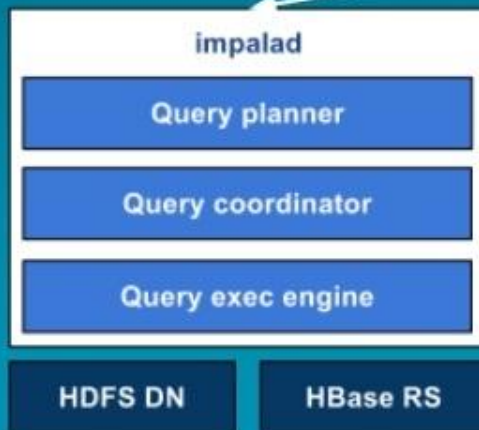 impalad
Query planner
Query coordinator
Query exec engine
HDFS DN
HBase RS